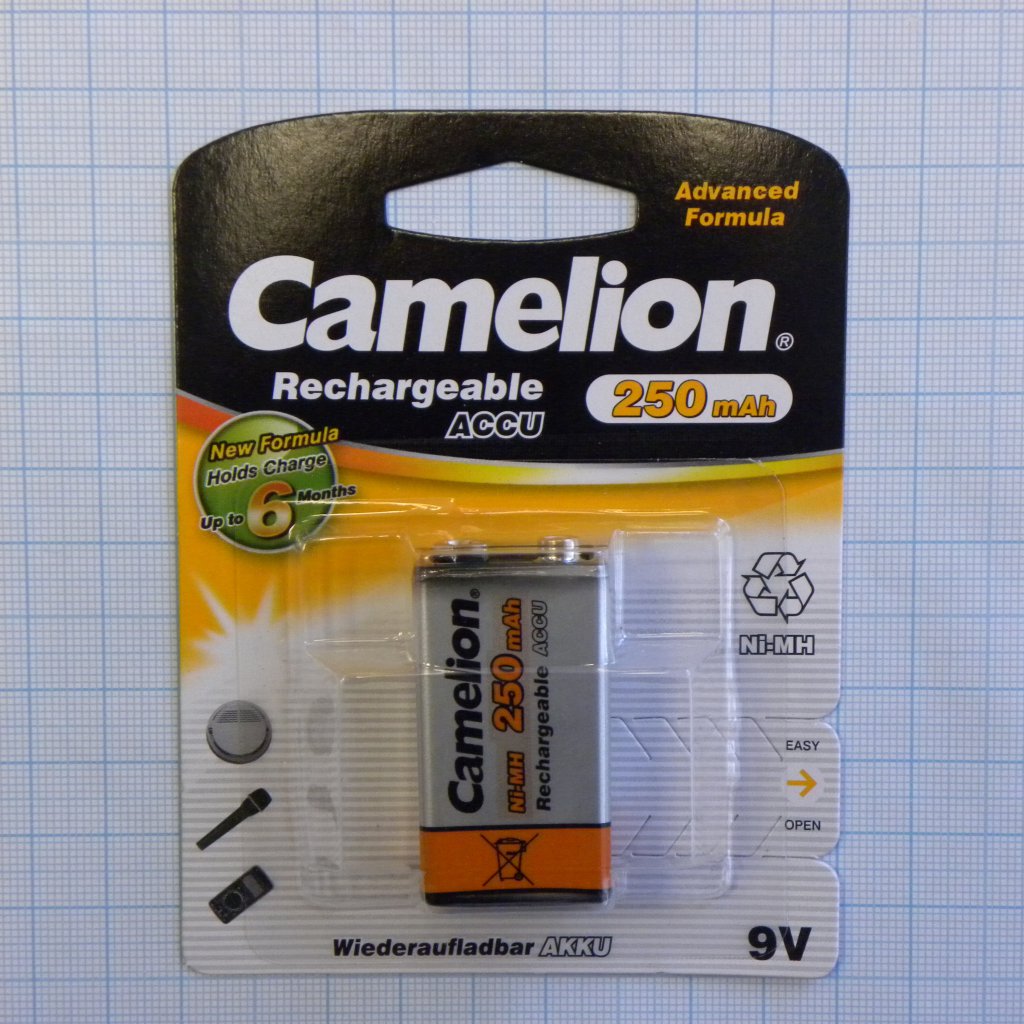 Advanced
Formula
Camelion®
Rechargeable
ACCU
250 mAh
New Formula
Holds Charge
Up to 6 Months
Camelion®
Ni-MH 250 mAh
Rechargeable ACCU
Ni-MH
EASY
OPEN
Wiederaufladbar AKKU
9V